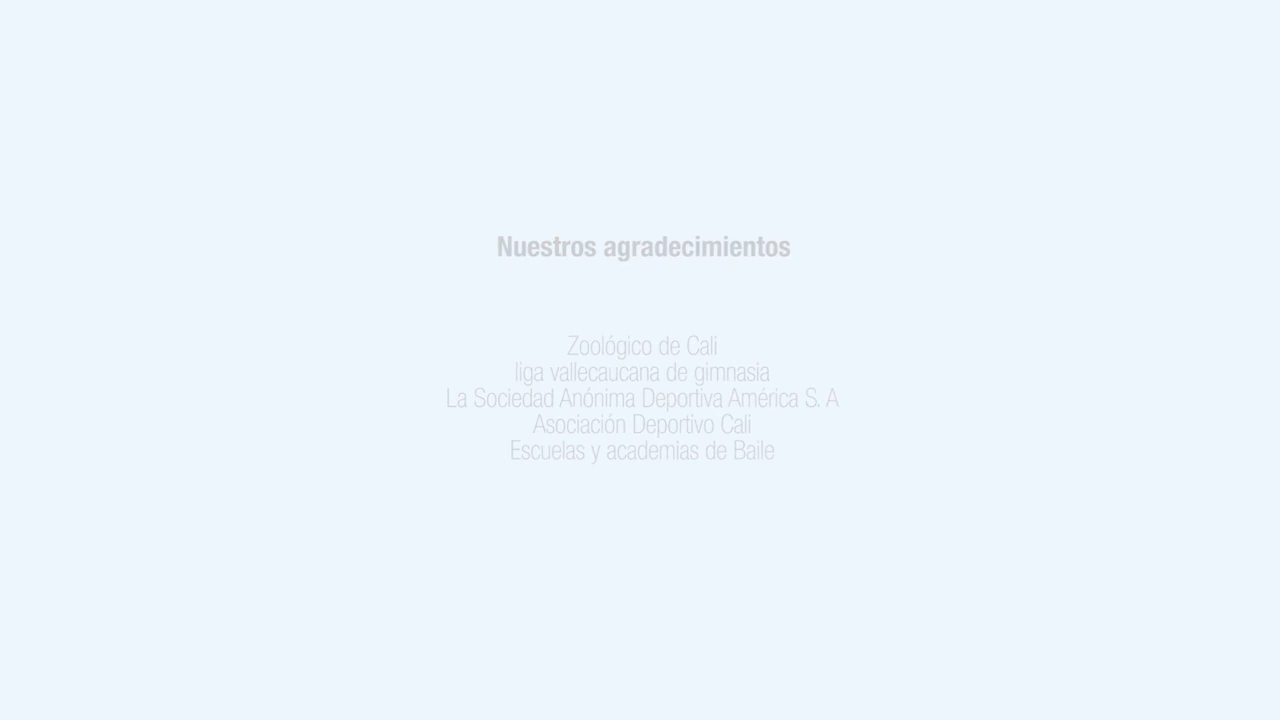 Nuestros agradecimientos
Zoológico de Cali
liga vallecaucana de gimnasia
La Sociedad Anónima Deportiva América S. A
Asociación Deportivo Cali
Escuelas y academias de Baile